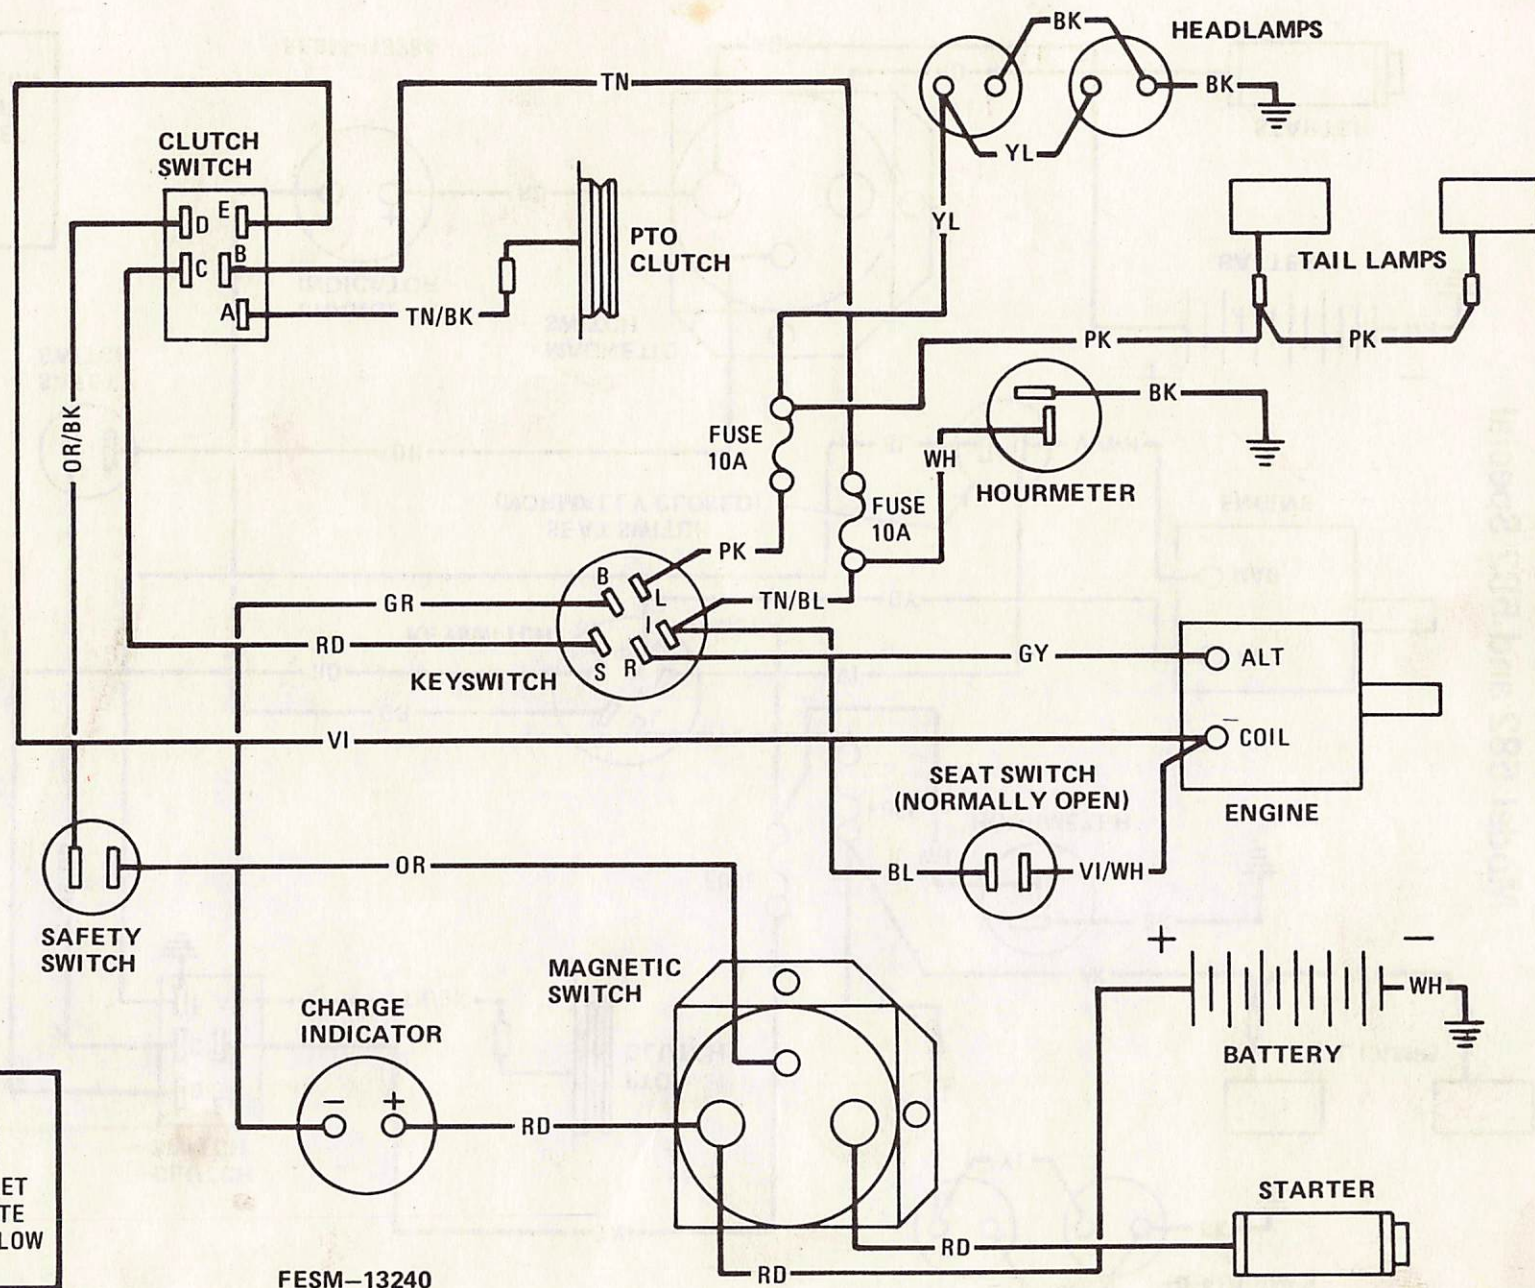 BK
HEADLAMPS
BK
TN
YL
CLUTCH
SWITCH
D
E
C
B
A
TN/BK
PTO
CLUTCH
YL
TAIL LAMPS
PK
PK
BK
OR/BK
FUSE
10A
WH
HOURMETER
FUSE
10A
PK
B
L
I
S
R
TN/BL
GR
RD
KEYSWITCH
GY
ALT
VI
–
COIL
ENGINE
SEAT SWITCH
(NORMALLY OPEN)
BL
VI/WH
OR
SAFETY
SWITCH
MAGNETIC
SWITCH
+
–
WH
BATTERY
CHARGE
INDICATOR
–
+
RD
STARTER
RD
RD
ET
TE
LOW
FESM–13240